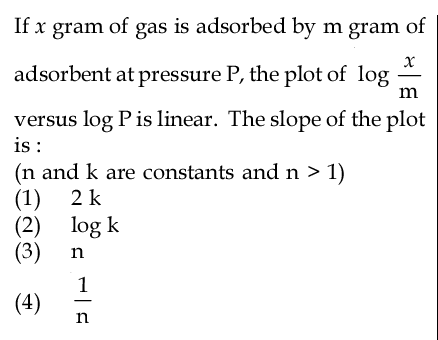 If x gram of gas is adsorbed by m gram of
adsorbent at pressure P, the plot of log x/m
versus log P is linear. The slope of the plot
is :
(n and k are constants and n > 1)
(1) 2 k
(2) log k
(3) n
(4) 1/n